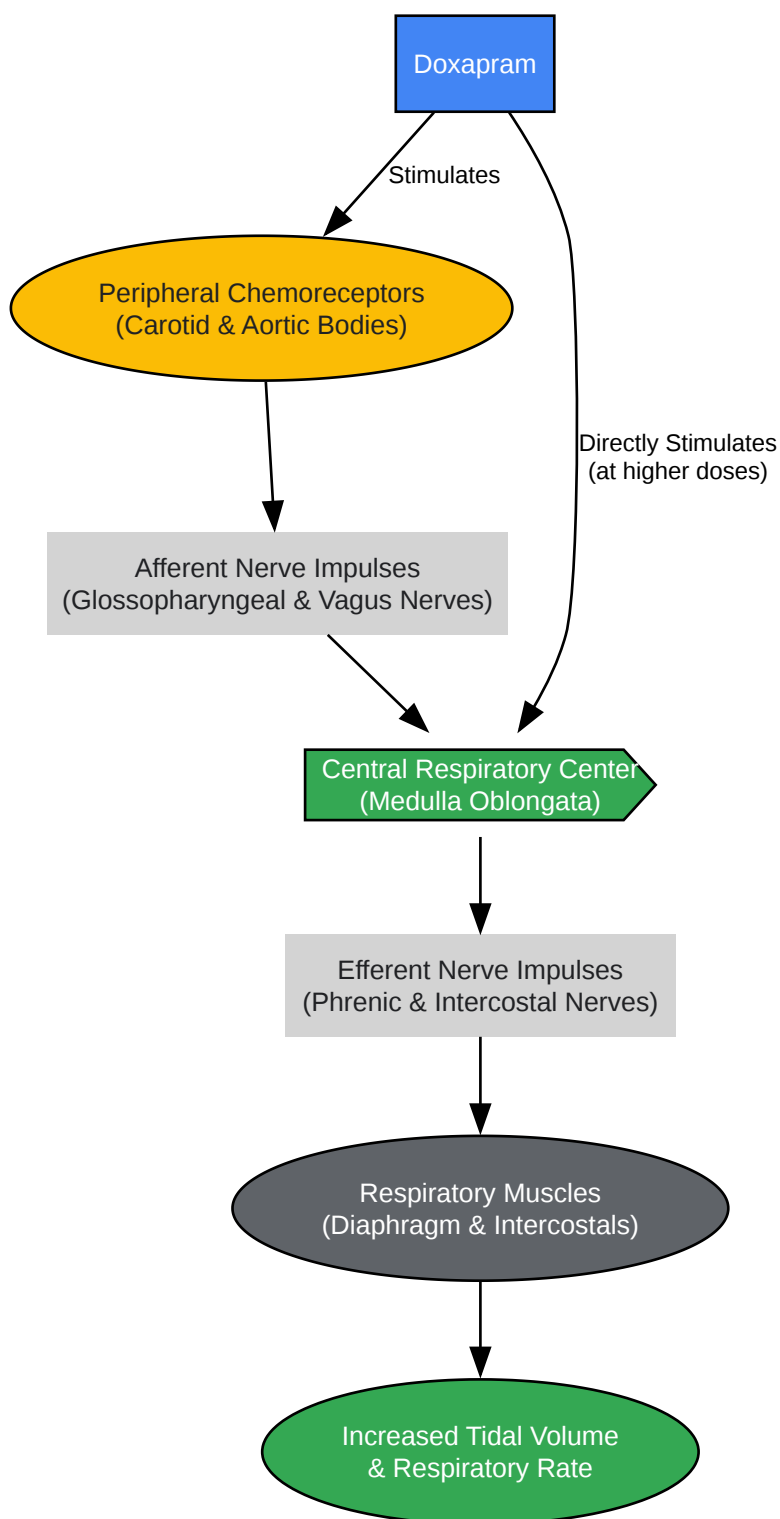 Doxapram
Stimulates
Peripheral Chemoreceptors
(Carotid & Aortic Bodies)
Directly Stimulates
(at higher doses)
Afferent Nerve Impulses
(Glossopharyngeal & Vagus Nerves)
Central Respiratory Center
(Medulla Oblongata)
Efferent Nerve Impulses
(Phrenic & Intercostal Nerves)
Respiratory Muscles
(Diaphragm & Intercostals)
Increased Tidal Volume
& Respiratory Rate